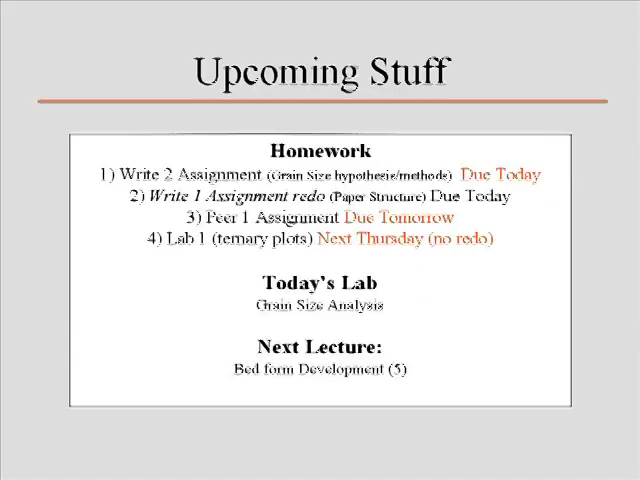 Upcoming Stuff
Homework
1) Write 2 Assignment (Grain Size hypothesis/methods) Due Today
2) Write 1 Assignment redo (Paper Structure) Due Today
3) Peer 1 Assignment Due Tomorrow
4) Lab 1 (ternary plots) Next Thursday (no redo)
Today's Lab
Grain Size Analysis
Next Lecture:
Bed form Development (5)